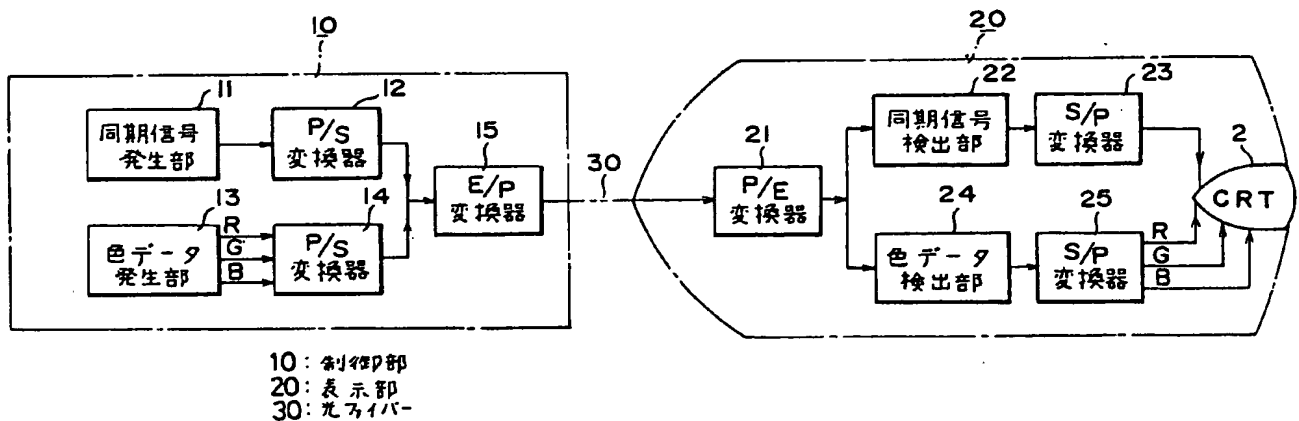 10
11
同期信号
発生部
12
P/S
変換器
13
色データ
発生部
R
G
B
14
P/S
変換器
15
E/P
変換器
30
20
21
P/E
変換器
22
同期信号
検出部
23
S/P
変換器
24
色データ
検出部
25
S/P
変換器
R
G
B
2
CRT
10:制御部
20:表示部
30:光ファイバー